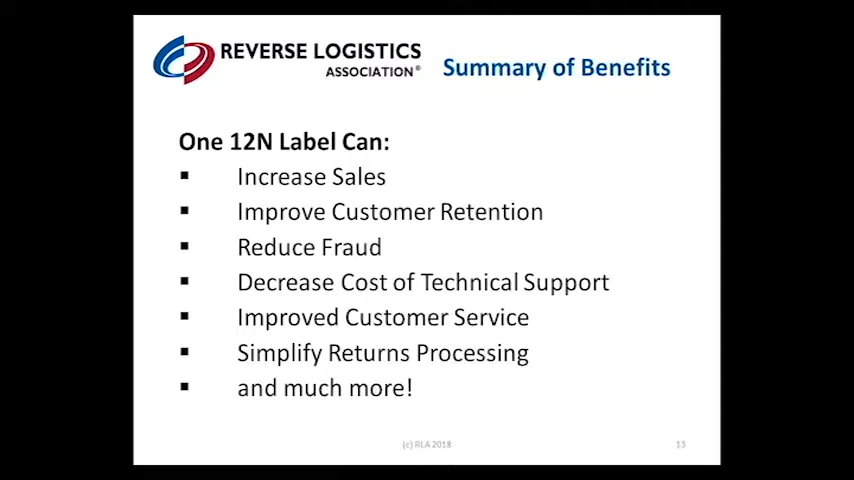 REVERSE LOGISTICS
ASSOCIATION®
Summary of Benefits
One 12N Label Can:
▪ Increase Sales
▪ Improve Customer Retention
▪ Reduce Fraud
▪ Decrease Cost of Technical Support
▪ Improved Customer Service
▪ Simplify Returns Processing
▪ and much more!
(c) RLA 2018
13